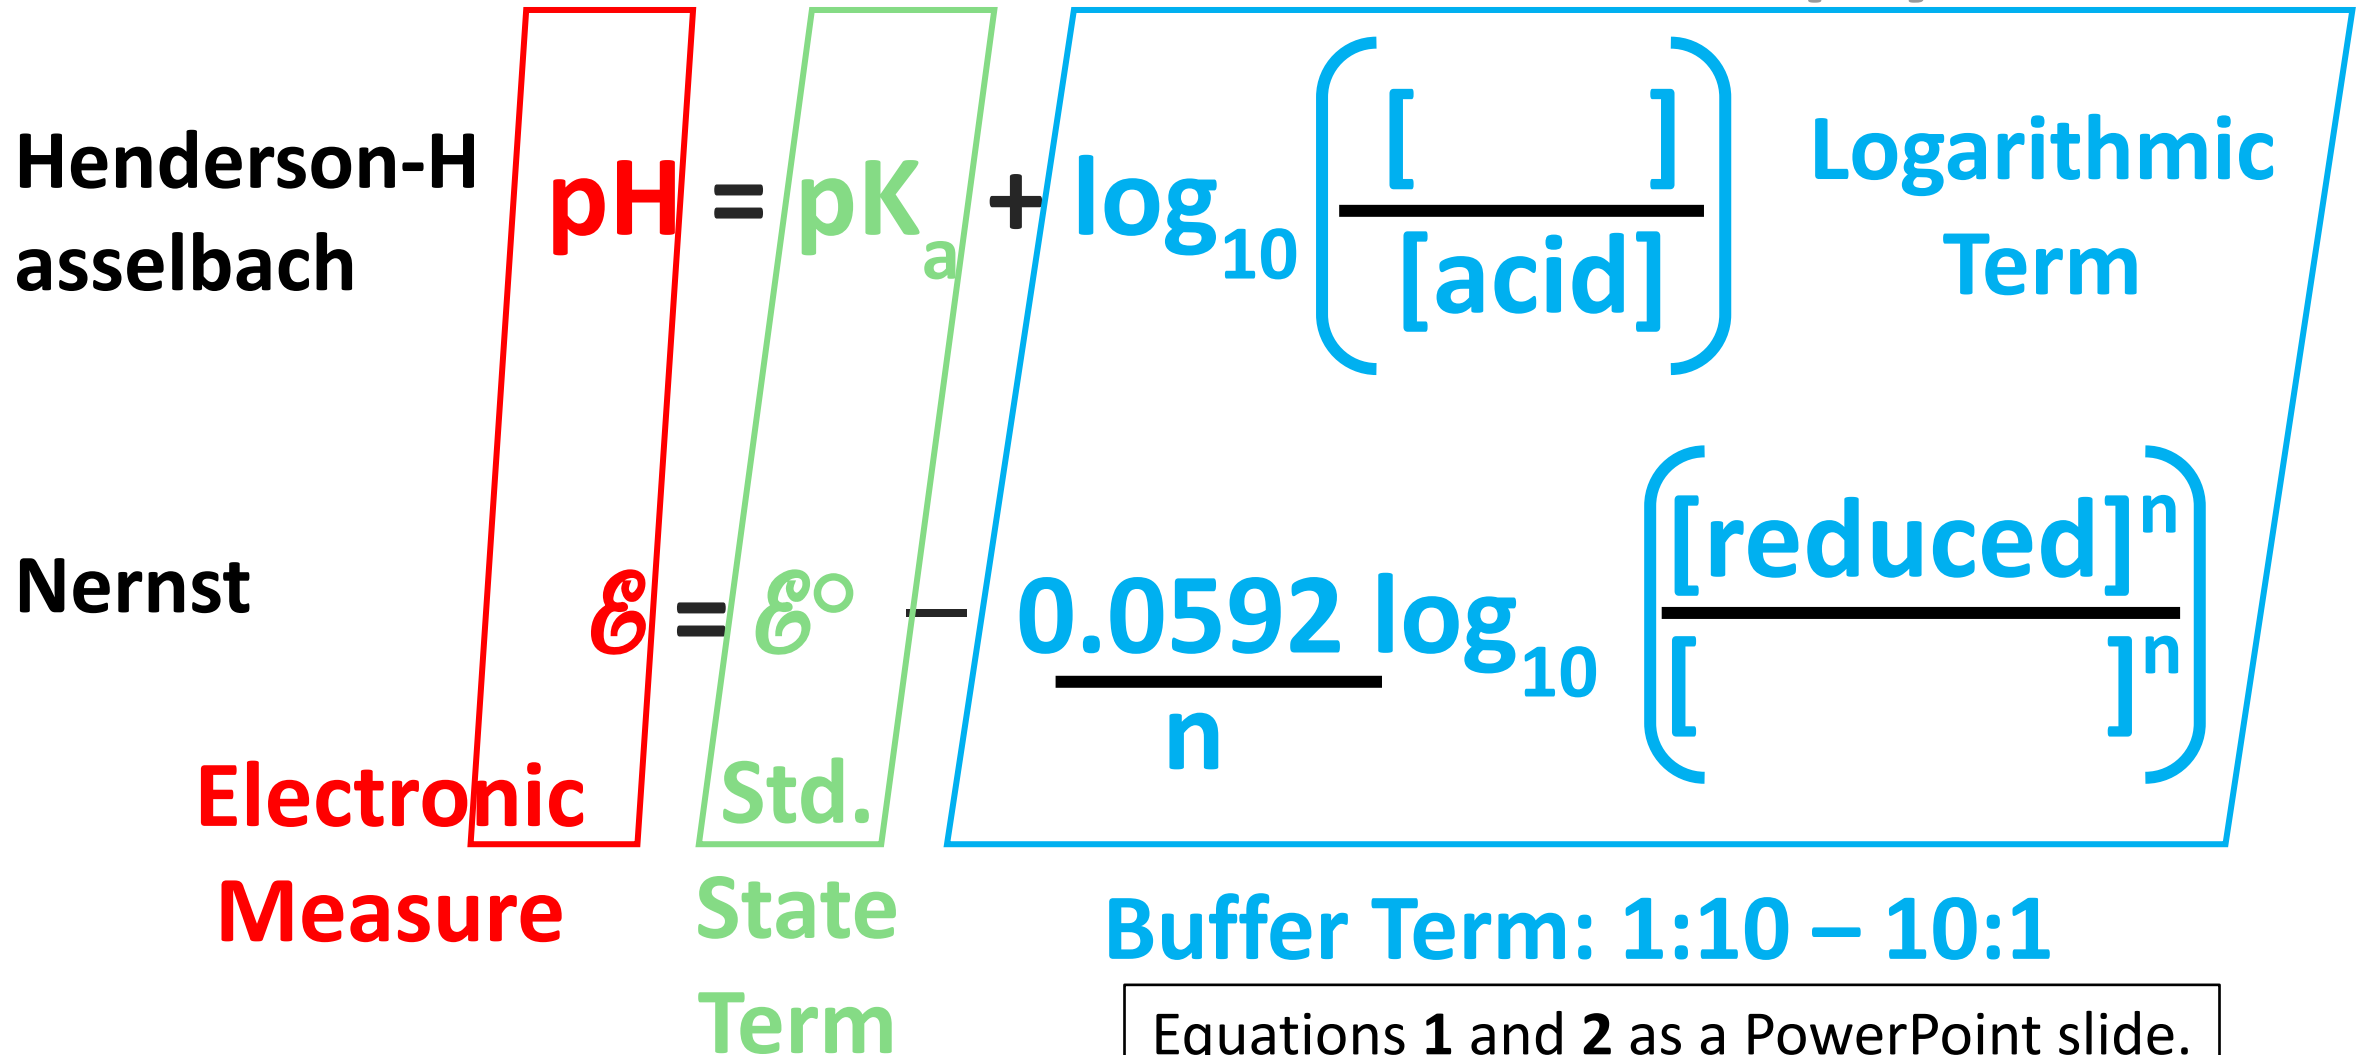 Henderson-H
asselbach
pH = pKa + log10 ([ ] / [acid])
Logarithmic
Term
Nernst
ℰ = ℰ° – 0.0592 / n log10 ([reduced]ⁿ / [ ]ⁿ)
Electronic
Measure
Std.
State
Term
Buffer Term: 1:10 – 10:1
Equations 1 and 2 as a PowerPoint slide.